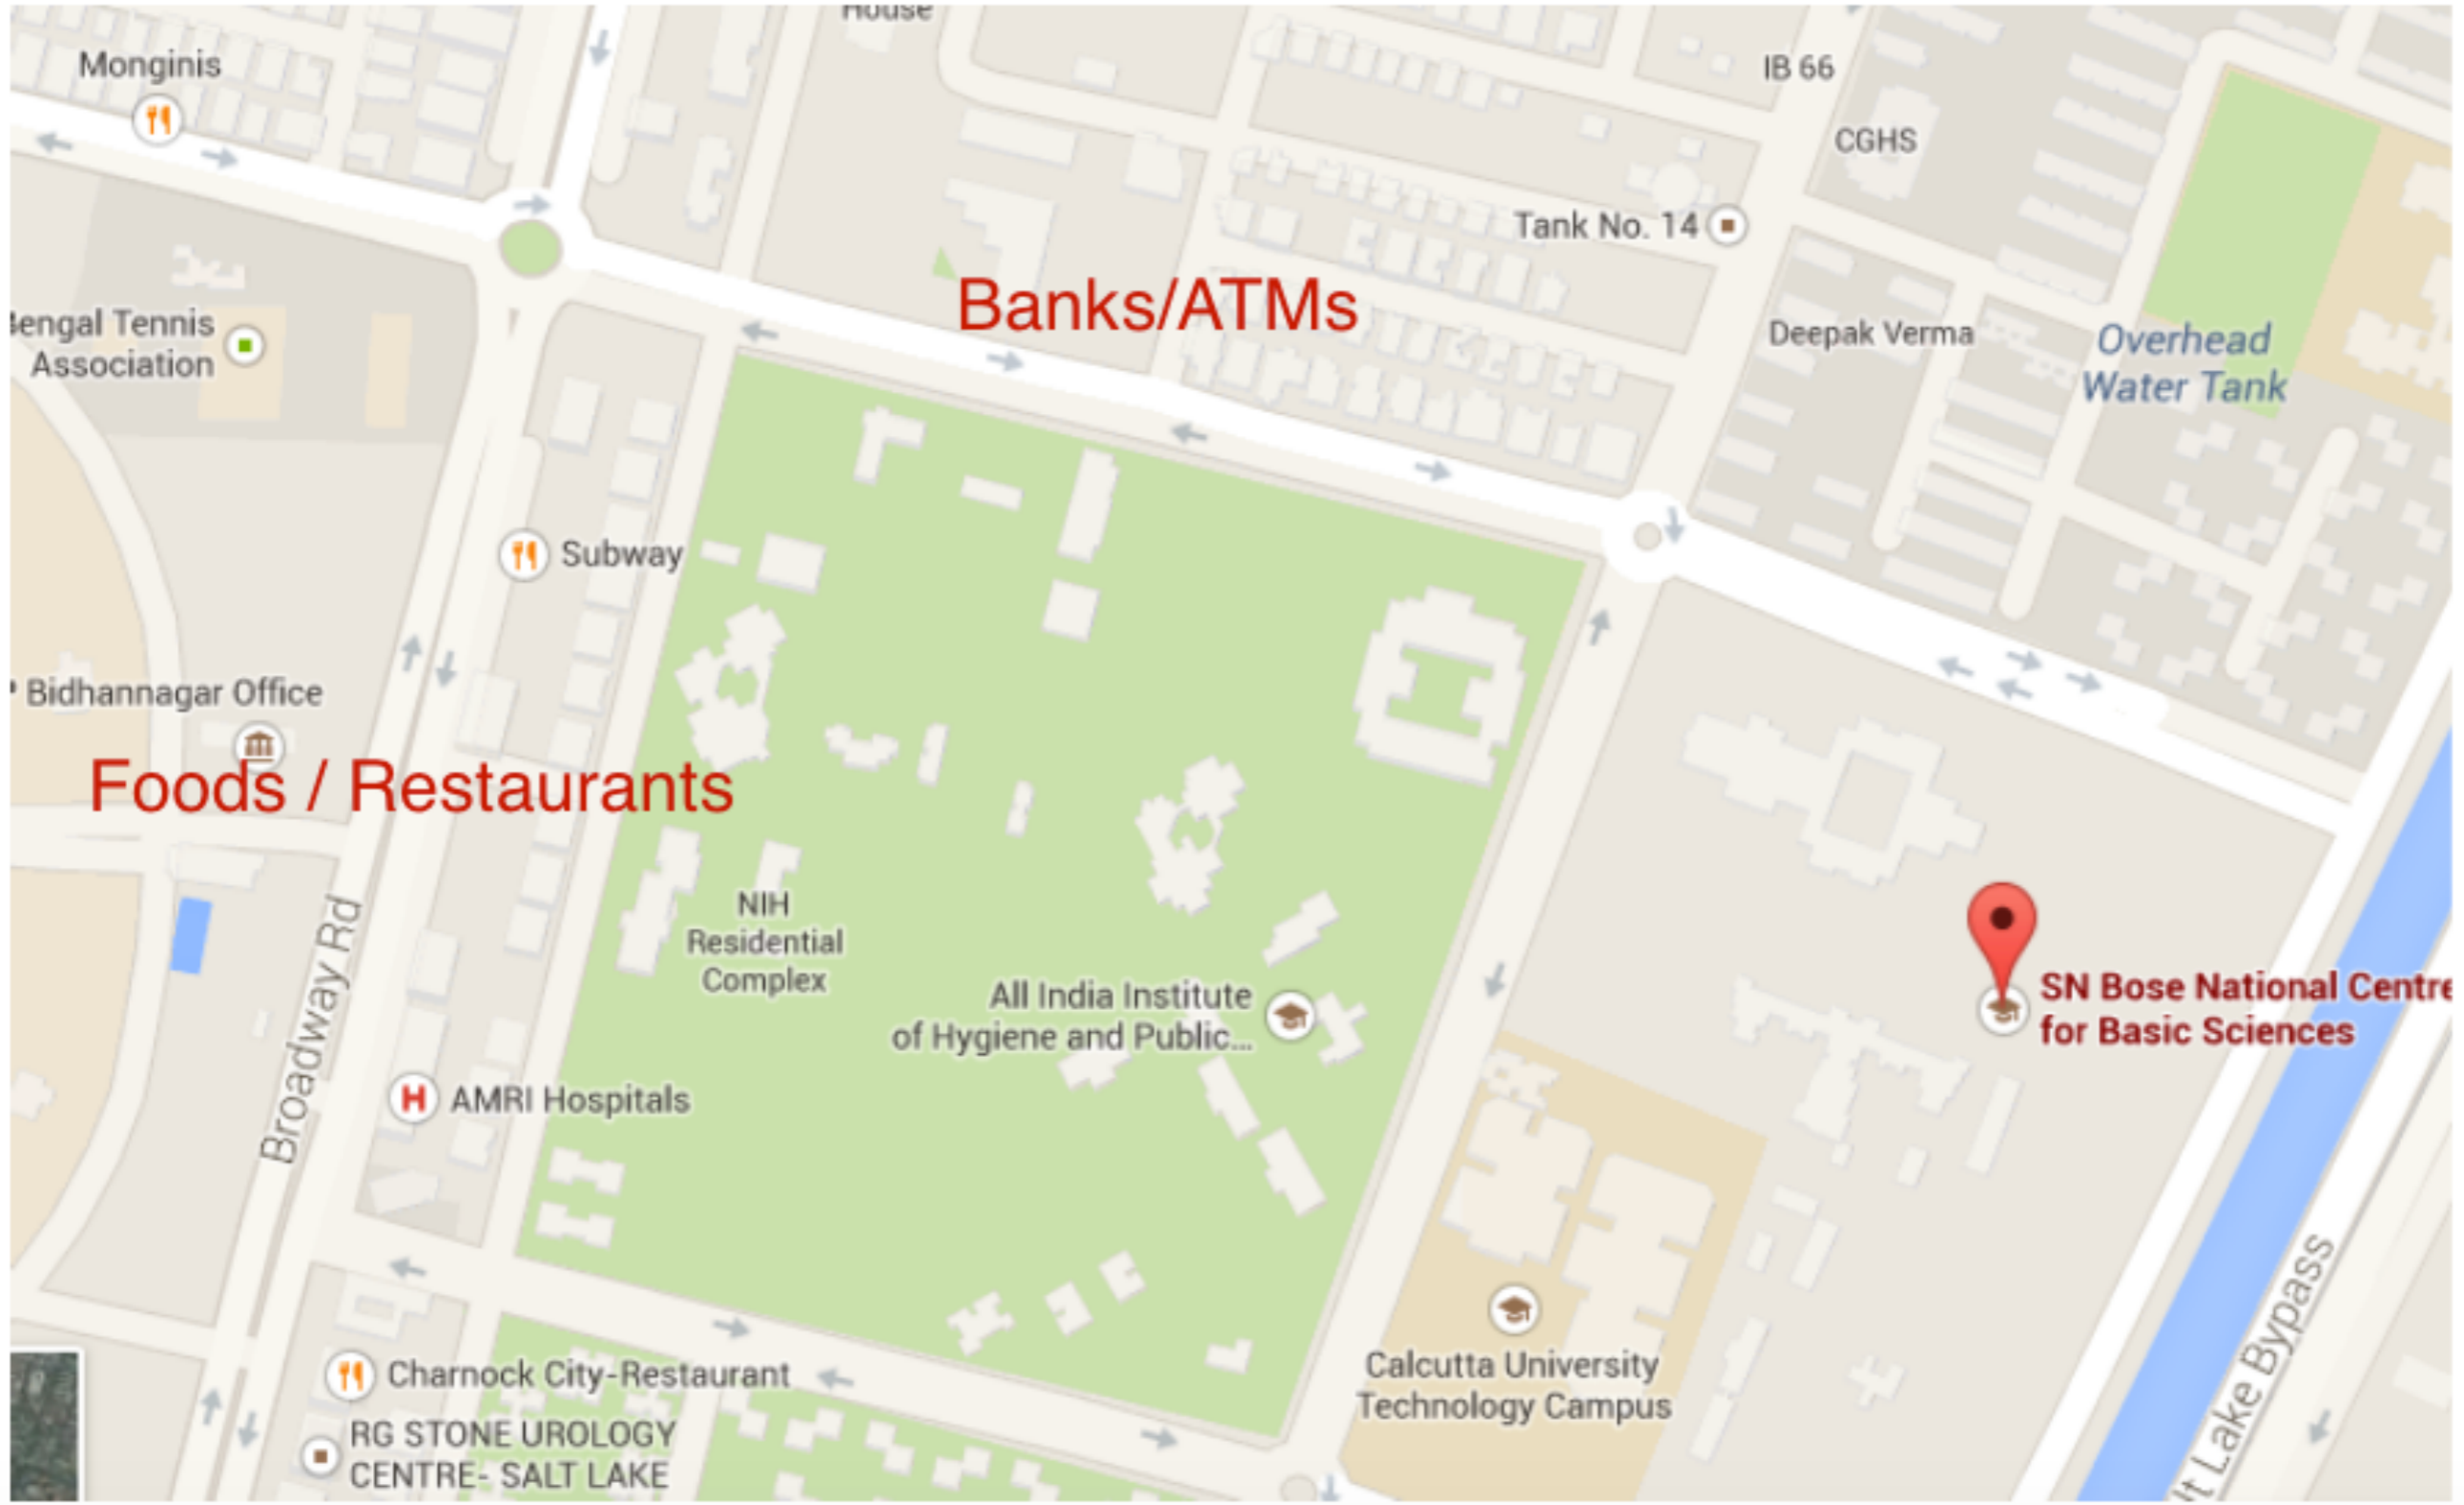 House
Monginis
IB 66
CGHS
Tank No. 14
Banks/ATMs
Bengal Tennis
Association
Deepak Verma
Overhead
Water Tank
Subway
Bidhannagar Office
Foods / Restaurants
Broadway Rd
NIH
Residential
Complex
All India Institute
of Hygiene and Public...
SN Bose National Centre
for Basic Sciences
AMRI Hospitals
Calcutta University
Technology Campus
Charnock City-Restaurant
RG STONE UROLOGY
CENTRE- SALT LAKE
lt Lake Bypass